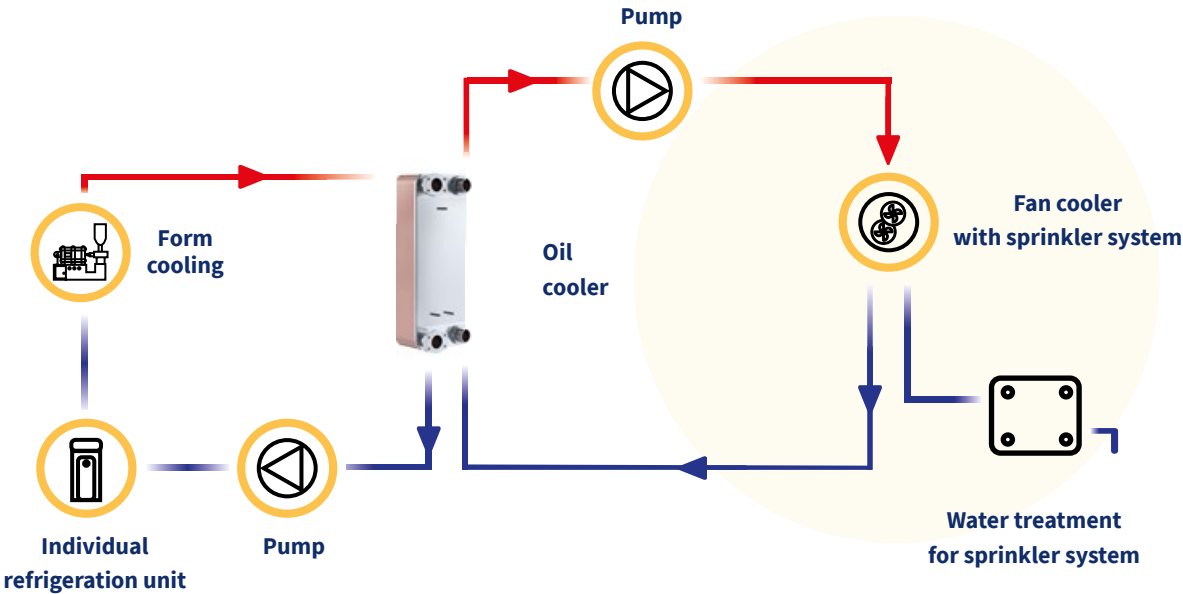 Pump
Fan cooler
with sprinkler system
Form
cooling
Oil
cooler
Water treatment
for sprinkler system
Individual
refrigeration unit
Pump